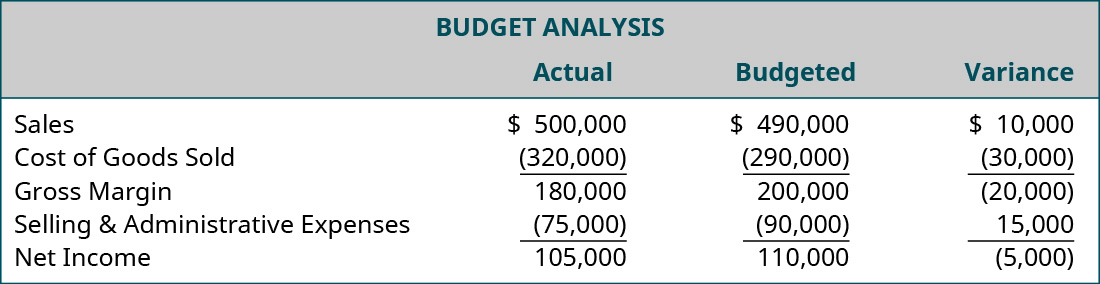 BUDGET ANALYSIS
Actual Budgeted Variance
Sales $ 500,000 $ 490,000 $ 10,000
Cost of Goods Sold (320,000) (290,000) (30,000)
Gross Margin 180,000 200,000 (20,000)
Selling & Administrative Expenses (75,000) (90,000) 15,000
Net Income 105,000 110,000 (5,000)